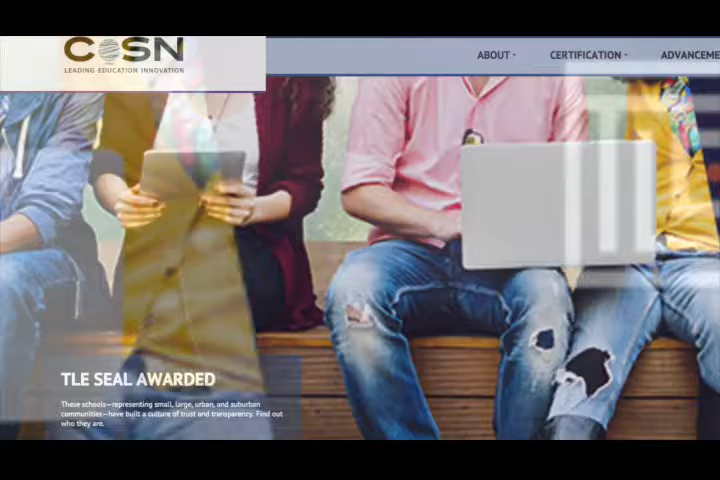 COSN
LEADING EDUCATION INNOVATION
ABOUT
CERTIFICATION
ADVANCEME
TLE SEAL AWARDED
These schools—representing small, large, urban, and suburban
communities—have built a culture of trust and transparency. Find out
who they are.